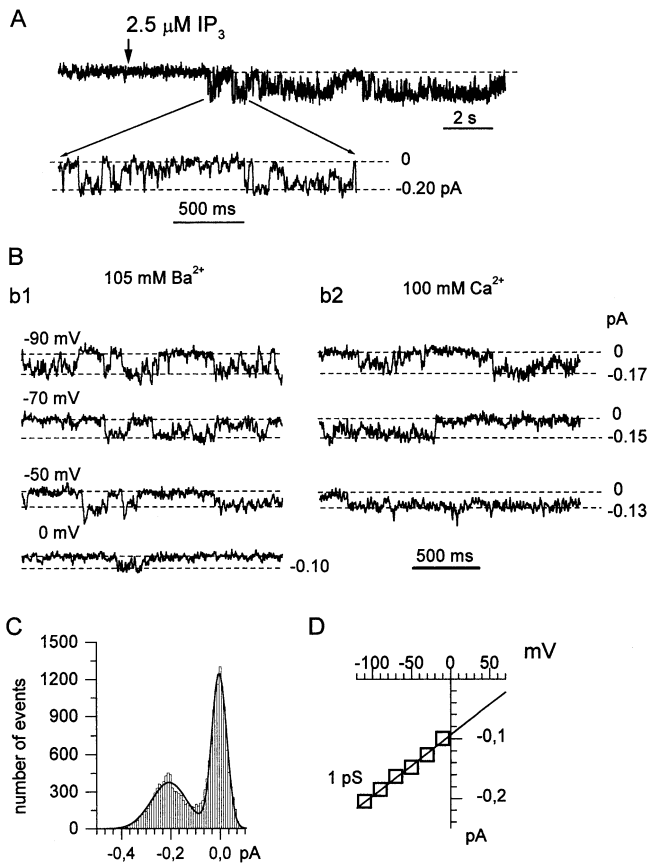 A
2.5 μM IP₃
2 s
0
-0.20 pA
500 ms
B
105 mM Ba²⁺
100 mM Ca²⁺
b1
b2
pA
-90 mV
0
-0.17
-70 mV
0
-0.15
-50 mV
0
-0.13
0 mV
-0.10
500 ms
C
D
1500
1200
900
600
300
0
number of events
-0,4
-0,2
0,0
pA
mV
-100
-50
0
50
-0,1
1 pS
-0,2
pA